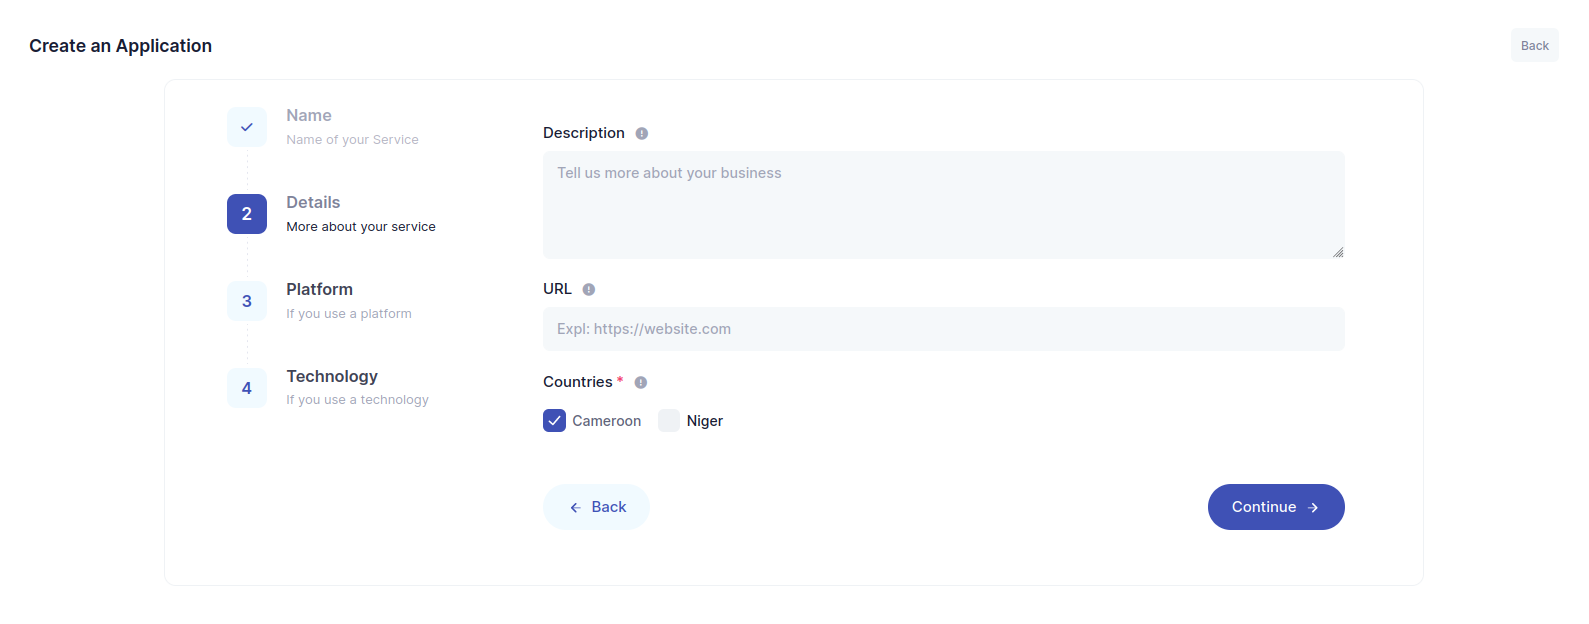 Create an Application
Back
Name
Name of your Service
2
Details
More about your service
3
Platform
If you use a platform
4
Technology
If you use a technology
Description
Tell us more about your business
URL
Expl: https://website.com
Countries *
Cameroon
Niger
Back
Continue